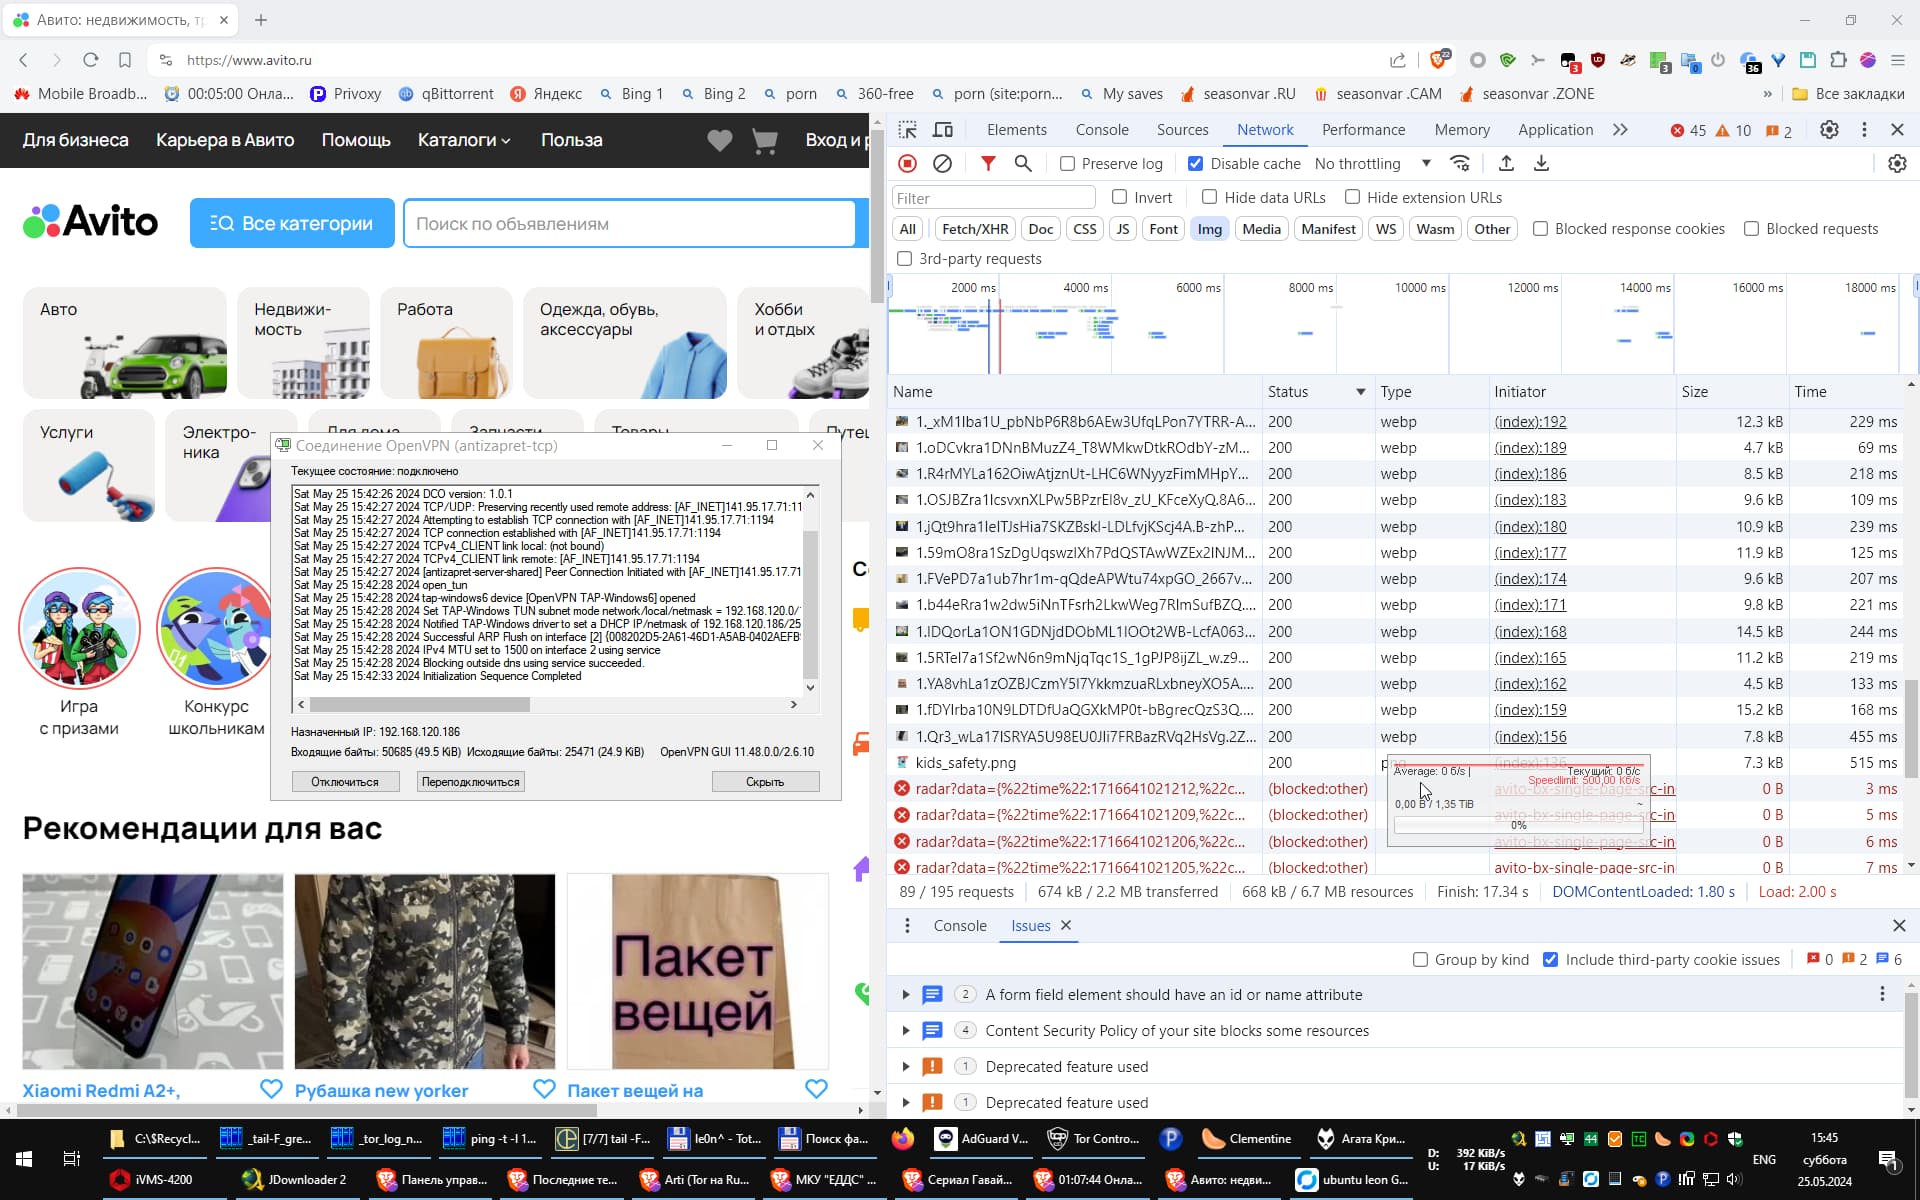 Авито: недвижимость, тр
https://www.avito.ru
22
3
3
0
36
Mobile Broadb...
00:05:00 Онла...
Privoxy
qBittorrent
Яндекс
Bing 1
Bing 2
porn
360-free
porn (site:porn...
My saves
seasonvar .RU
seasonvar .CAM
seasonvar .ZONE
»
Все закладки
Для бизнеса
Карьера в Авито
Помощь
Каталоги
Польза
Вход и р
Avito
Все категории
Поиск по объявлениям
Авто
Недвижи-
мость
Работа
Одежда, обувь,
аксессуары
Хобби
и отдых
Услуги
Электро-
ника
Для дома
Запчасти
Товары
Путеш
Соединение OpenVPN (antizapret-tcp)
Текущее состояние: подключено
Sat May 25 15:42:26 2024 DCO version: 1.0.1
Sat May 25 15:42:27 2024 TCP/UDP: Preserving recently used remote address: [AF_INET]141.95.17.71:11
Sat May 25 15:42:27 2024 Attempting to establish TCP connection with [AF_INET]141.95.17.71:1194
Sat May 25 15:42:27 2024 TCP connection established with [AF_INET]141.95.17.71:1194
Sat May 25 15:42:27 2024 TCPv4_CLIENT link local: (not bound)
Sat May 25 15:42:27 2024 TCPv4_CLIENT link remote: [AF_INET]141.95.17.71:1194
Sat May 25 15:42:27 2024 [antizapret-server-shared] Peer Connection Initiated with [AF_INET]141.95.17.71
Sat May 25 15:42:28 2024 open_tun
Sat May 25 15:42:28 2024 tap-windows6 device [OpenVPN TAP-Windows6] opened
Sat May 25 15:42:28 2024 Set TAP-Windows TUN subnet mode network/local/netmask = 192.168.120.0/
Sat May 25 15:42:28 2024 Notified TAP-Windows driver to set a DHCP IP/netmask of 192.168.120.186/25
Sat May 25 15:42:28 2024 Successful ARP Flush on interface [2] {008202D5-2A61-46D1-A5AB-0402AEFB
Sat May 25 15:42:28 2024 IPv4 MTU set to 1500 on interface 2 using service
Sat May 25 15:42:28 2024 Blocking outside dns using service succeeded.
Sat May 25 15:42:33 2024 Initialization Sequence Completed
Назначенный IP: 192.168.120.186
Входящие байты: 50685 (49.5 KiB) Исходящие байты: 25471 (24.9 KiB) OpenVPN GUI 11.48.0.0/2.6.10
Отключиться
Переподключиться
Скрыть
Игра
с призами
Конкурс
школьникам
Рекомендации для вас
Пакет
вещей
Xiaomi Redmi A2+,
Рубашка new yorker
Пакет вещей на
Elements
Console
Sources
Network
Performance
Memory
Application
45
10
2
Preserve log
Disable cache
No throttling
Filter
Invert
Hide data URLs
Hide extension URLs
All
Fetch/XHR
Doc
CSS
JS
Font
Img
Media
Manifest
WS
Wasm
Other
Blocked response cookies
Blocked requests
3rd-party requests
2000 ms 4000 ms 6000 ms 8000 ms 10000 ms 12000 ms 14000 ms 16000 ms 18000 ms
Name Status Type Initiator Size Time
1._xM1Iba1U_pbNbP6R8b6AEw3UfqLPon7YTRR-A... 200 webp (index):192 12.3 kB 229 ms
1.oDCvkra1DNnBMuzZ4_T8WMkwDtkROdbY-zM... 200 webp (index):189 4.7 kB 69 ms
1.R4rMYLa162OiwAtjznUt-LHC6WNyyzFimMHpY... 200 webp (index):186 8.5 kB 218 ms
1.OSJBZra1IcsvxnXLPw5BPzrEl8v_zU_KFceXyQ.8A6... 200 webp (index):183 9.6 kB 109 ms
1.jQt9hra1IeITJsHia7SKZBskI-LDLfvjKScj4A.B-zhP... 200 webp (index):180 10.9 kB 239 ms
1.59mO8ra1SzDgUqswzIXh7PdQSTAwWZEx2INJM... 200 webp (index):177 11.9 kB 125 ms
1.FVePD7a1ub7hr1m-qQdeAPWtu74xpGO_2667v... 200 webp (index):174 9.6 kB 207 ms
1.b44eRra1w2dw5iNnTFsrh2LkwWeg7RImSufBZQ.... 200 webp (index):171 9.8 kB 221 ms
1.IDQorLa1ON1GDNjdDObML1IOOt2WB-LcfA063... 200 webp (index):168 14.5 kB 244 ms
1.5RTeI7a1Sf2wN6n9mNjqTqc1S_1gPJP8ijZL_w.z9... 200 webp (index):165 11.2 kB 219 ms
1.YA8vhLa1zOZBJCzmY5I7YkkmzuaRLxbneyXO5A.... 200 webp (index):162 4.5 kB 133 ms
1.fDYIrba10N9LDTDfUaQGXkMP0t-bBgrecQzS3Q.... 200 webp (index):159 15.2 kB 168 ms
1.Qr3_wLa17ISRYA5U98EU0JIi7FRBazRVq2HsVg.2Z... 200 webp (index):156 7.8 kB 455 ms
kids_safety.png 200 png (index):136 7.3 kB 515 ms
radar?data={%22time%22:1716641021212,%22c... (blocked:other) avito-bx-single-page-src-in 0 B 3 ms
radar?data={%22time%22:1716641021209,%22c... (blocked:other) avito-bx-single-page-src-in 0 B 5 ms
radar?data={%22time%22:1716641021206,%22c... (blocked:other) avito-bx-single-page-src-in 0 B 6 ms
radar?data={%22time%22:1716641021205,%22c... (blocked:other) avito-bx-single-page-src-in 0 B 7 ms
Average: 0 б/s | Текущий: 0 б/с
Speedlimit: 500,00 Кб/s
0,00 B / 1,35 TiB ~
0%
89 / 195 requests 674 kB / 2.2 MB transferred 668 kB / 6.7 MB resources Finish: 17.34 s DOMContentLoaded: 1.80 s Load: 2.00 s
Console
Issues
Group by kind
Include third-party cookie issues
0 2 6
2 A form field element should have an id or name attribute
4 Content Security Policy of your site blocks some resources
1 Deprecated feature used
1 Deprecated feature used
C:\$Recycl...
_tail-F_gre...
_tor_log_n...
ping -t -l 1...
[7/7] tail -F...
le0n^ - Tot...
Поиск фа...
AdGuard V...
Tor Contro...
Clementine
Агата Кри...
iVMS-4200
JDownloader 2
Панель управ...
Последние те...
Arti (Tor на Ru...
МКУ "ЕДДС" ...
Сериал Гавай...
01:07:44 Онла...
Авито: недви...
ubuntu leon G...
D: 392 KiB/s
U: 17 KiB/s
44
ENG
15:45
суббота
25.05.2024
1